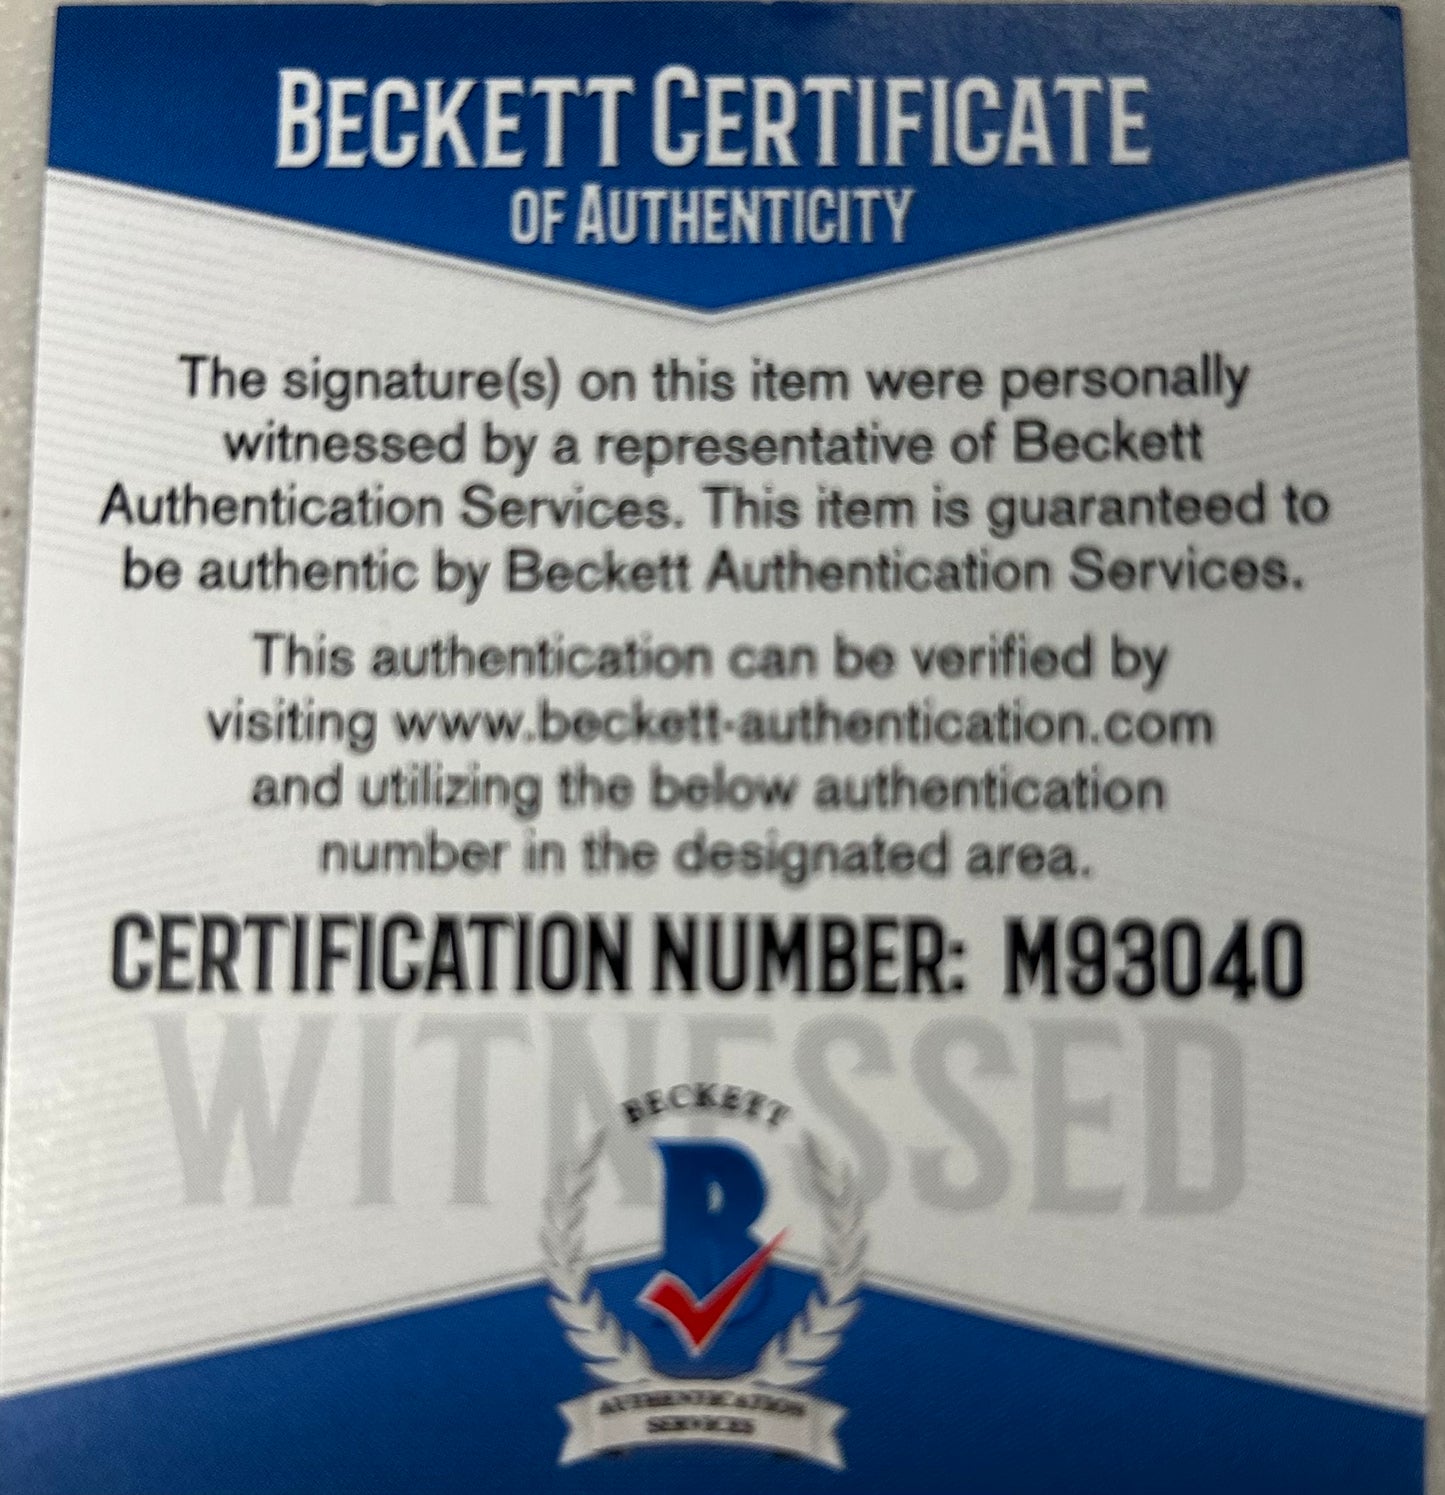 BECKETT CERTIFICATE
OF AUTHENTICITY
The signature(s) on this item were personally
witnessed by a representative of Beckett
Authentication Services. This item is guaranteed to
be authentic by Beckett Authentication Services.
This authentication can be verified by
visiting www.beckett-authentication.com
and utilizing the below authentication
number in the designated area.
CERTIFICATION NUMBER: M93040
WITNESSED
BECKETT
B
AUTHENTICATION
SERVICES